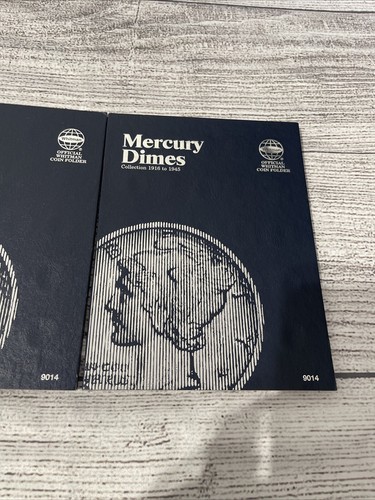 OFFICIAL
WHITMAN
COIN FOLDER
9014
Mercury
Dimes
Collection 1916 to 1945
OFFICIAL
WHITMAN
COIN FOLDER
9014